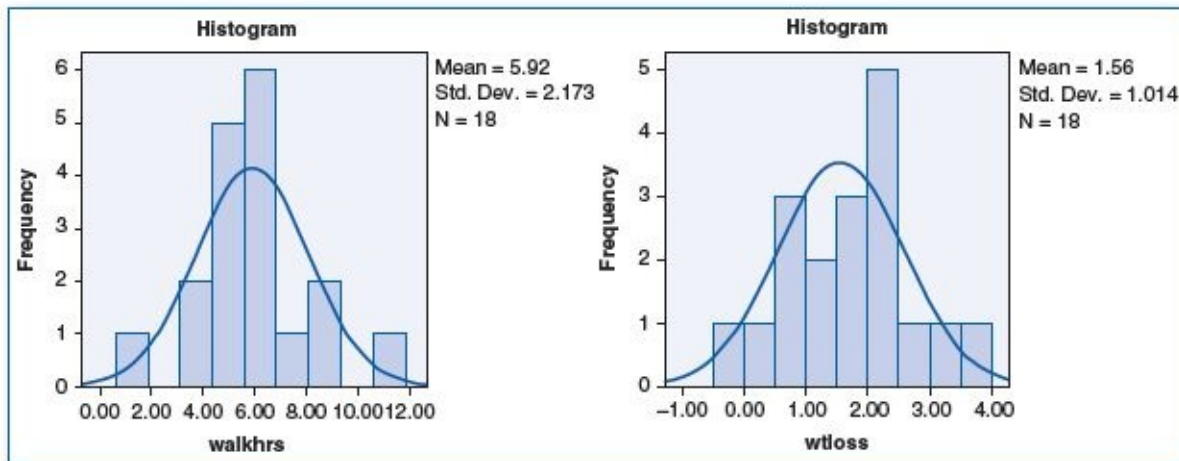 Histogram
Mean = 5.92
Std. Dev. = 2.173
N = 18
Frequency
6
5
4
3
2
1
0
0.00 2.00 4.00 6.00 8.00 10.00 12.00
walkhrs
Histogram
Mean = 1.56
Std. Dev. = 1.014
N = 18
Frequency
5
4
3
2
1
0
–1.00 0.00 1.00 2.00 3.00 4.00
wtloss